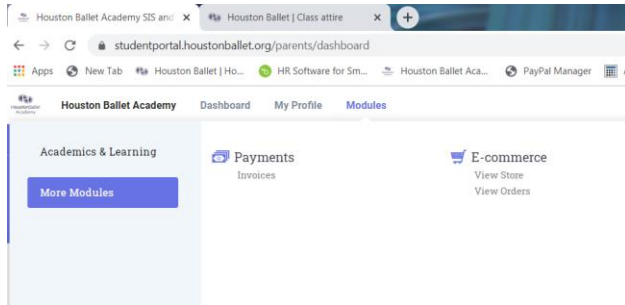 Houston Ballet Academy SIS and
Houston Ballet | Class attire
studentportal.houstonballet.org/parents/dashboard
Apps New Tab Houston Ballet | Ho... HR Software for Sm... Houston Ballet Aca... PayPal Manager
Houston Ballet Academy Dashboard My Profile Modules
Academics & Learning
More Modules
Payments
Invoices
E-commerce
View Store
View Orders